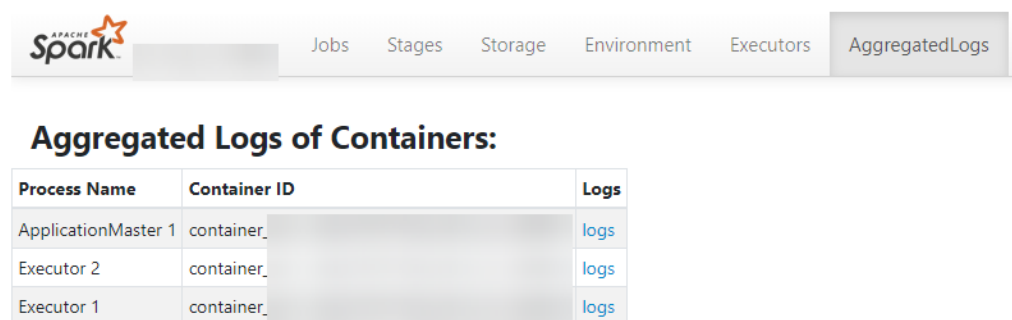 APACHE Spark Jobs Stages Storage Environment Executors AggregatedLogs
Aggregated Logs of Containers:
Process Name Container ID Logs
ApplicationMaster 1 container_ logs
Executor 2 container_ logs
Executor 1 container_ logs